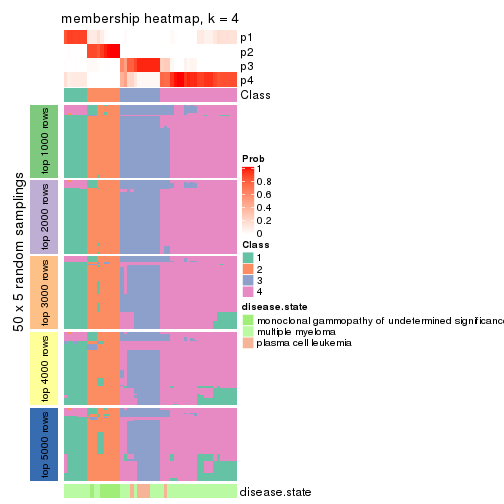 membership heatmap, k = 4
p1
p2
p3
p4
Class
50 x 5 random samplings
top 1000 rows
top 2000 rows
top 3000 rows
top 4000 rows
top 5000 rows
disease.state
Prob
1
0.8
0.6
0.4
0.2
0
Class
1
2
3
4
disease.state
monoclonal gammopathy of undetermined significance
multiple myeloma
plasma cell leukemia